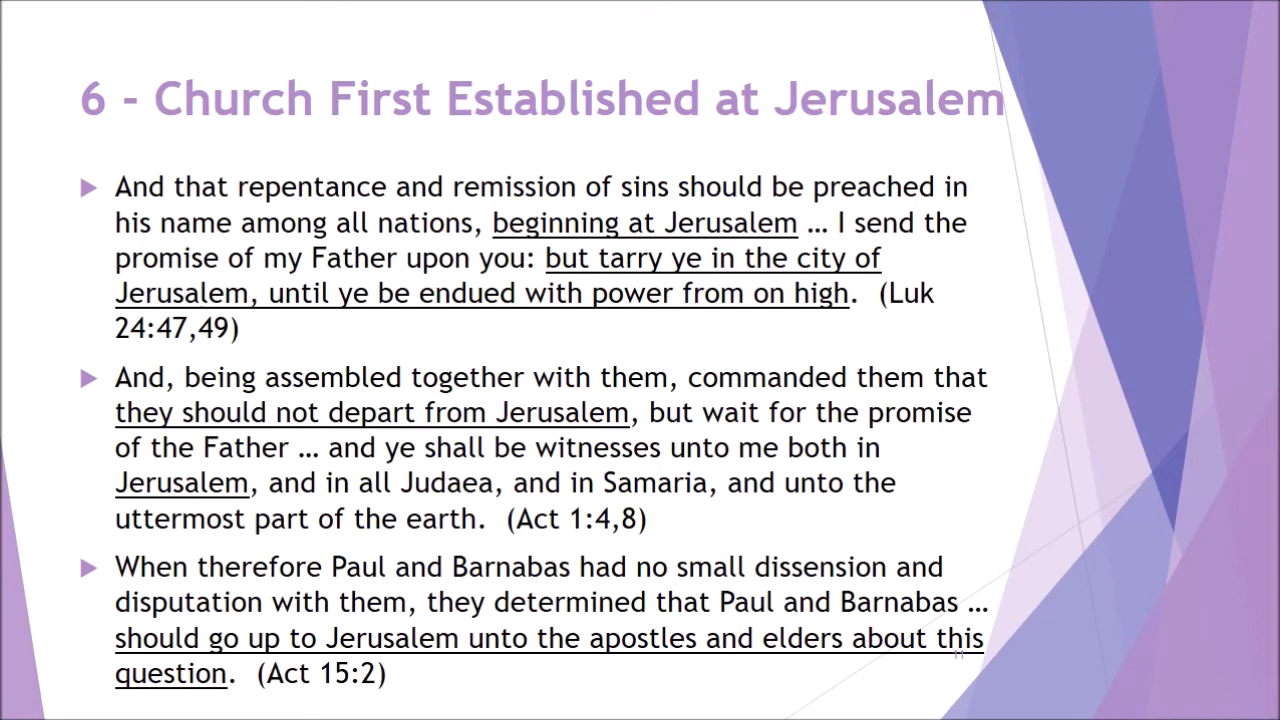 6 - Church First Established at Jerusalem
And that repentance and remission of sins should be preached in
his name among all nations, beginning at Jerusalem … I send the
promise of my Father upon you: but tarry ye in the city of
Jerusalem, until ye be endued with power from on high. (Luk
24:47,49)
And, being assembled together with them, commanded them that
they should not depart from Jerusalem, but wait for the promise
of the Father … and ye shall be witnesses unto me both in
Jerusalem, and in all Judaea, and in Samaria, and unto the
uttermost part of the earth. (Act 1:4,8)
When therefore Paul and Barnabas had no small dissension and
disputation with them, they determined that Paul and Barnabas …
should go up to Jerusalem unto the apostles and elders about this
question. (Act 15:2)
11